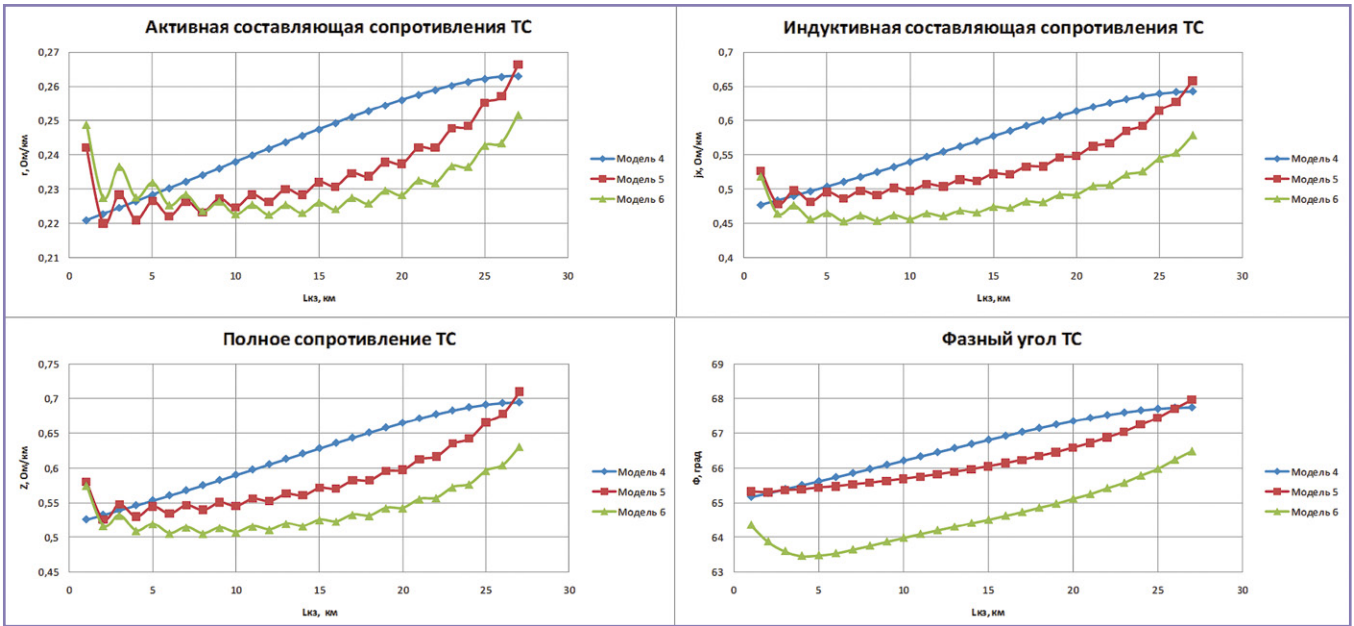 Активная составляющая сопротивления ТС
r, Ом/км
0,27
0,26
0,25
0,24
0,23
0,22
0,21
0 5 10 15 20 25 30
Lкз, км
Модель 4
Модель 5
Модель 6
Индуктивная составляющая сопротивления ТС
jx, Ом/км
0,7
0,65
0,6
0,55
0,5
0,45
0,4
0 5 10 15 20 25 30
Lкз, км
Модель 4
Модель 5
Модель 6
Полное сопротивление ТС
Z, Ом/км
0,75
0,7
0,65
0,6
0,55
0,5
0,45
0 5 10 15 20 25 30
Lкз, км
Модель 4
Модель 5
Модель 6
Фазный угол ТС
Ф, град
69
68
67
66
65
64
63
0 5 10 15 20 25 30
Lкз, км
Модель 4
Модель 5
Модель 6